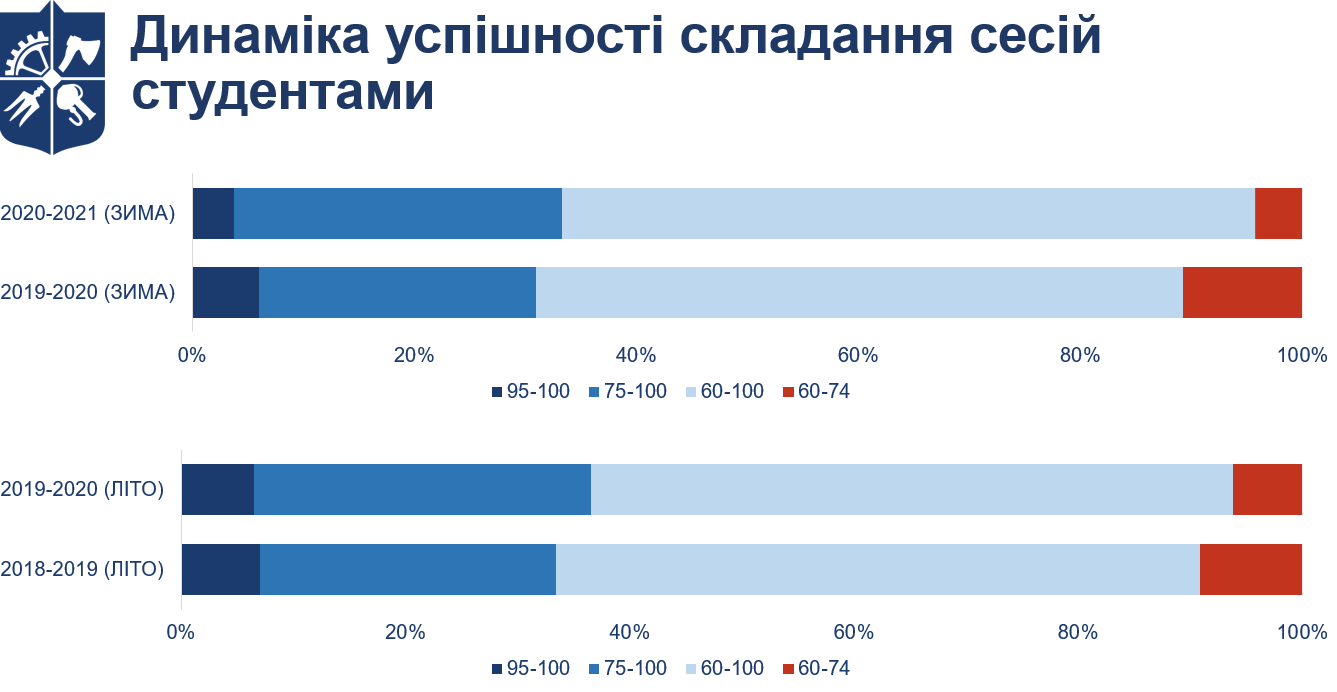 Динаміка успішності складання сесій
студентами
2020-2021 (ЗИМА)
2019-2020 (ЗИМА)
0% 20% 40% 60% 80% 100%
95-100 75-100 60-100 60-74
2019-2020 (ЛІТО)
2018-2019 (ЛІТО)
0% 20% 40% 60% 80% 100%
95-100 75-100 60-100 60-74